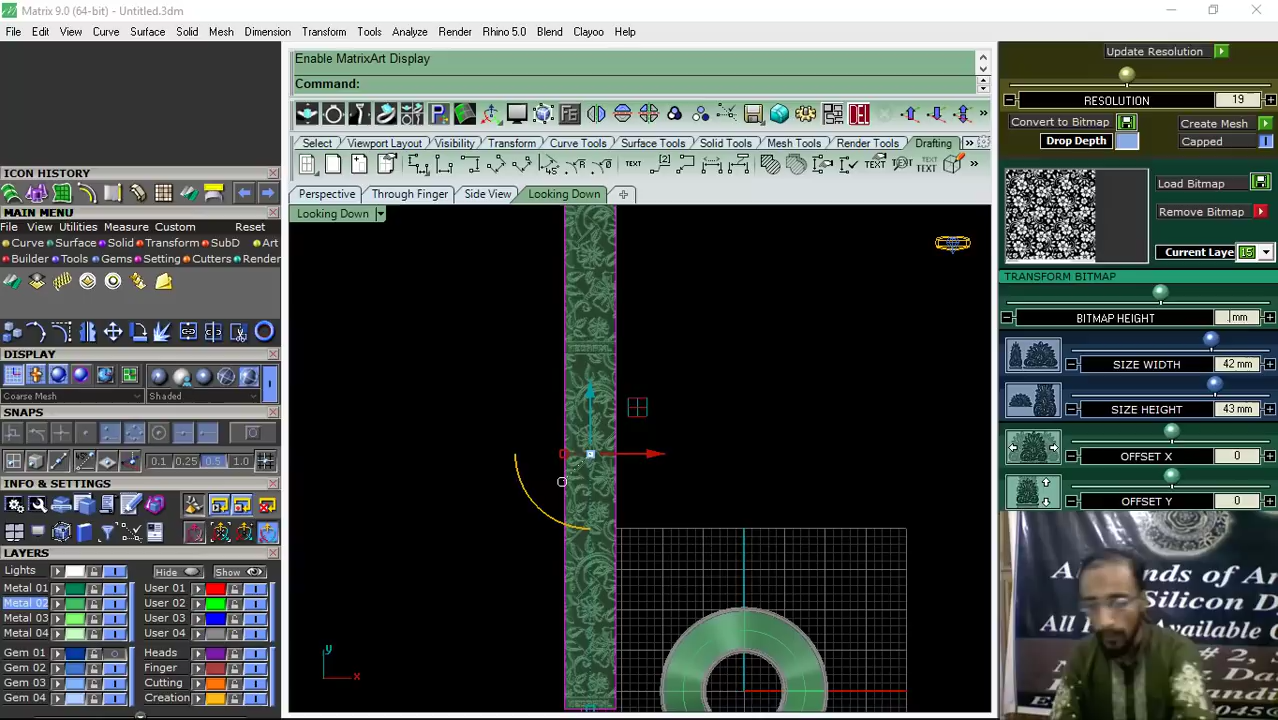 Matrix 9.0 (64-bit) - Untitled.3dm
File Edit View Curve Surface Solid Mesh Dimension Transform Tools Analyze Render Rhino 5.0 Blend Clayoo Help
Enable MatrixArt Display
Command:
Select Viewport Layout Visibility Transform Curve Tools Surface Tools Solid Tools Mesh Tools Render Tools Drafting
Perspective Through Finger Side View Looking Down
Looking Down
y
x
ICON HISTORY
MAIN MENU
File View Utilities Measure Custom Reset
Curve Surface Solid Transform SubD Art
Builder Tools Gems Setting Cutters Render
DISPLAY
Coarse Mesh Shaded
SNAPS
0.1 0.25 0.5 1.0
INFO & SETTINGS
LAYERS
Lights Hide Show
Metal 01 User 01
Metal 02 User 02
Metal 03 User 03
Metal 04 User 04
Gem 01 Heads
Gem 02 Finger
Gem 03 Cutting
Gem 04 Creation
Update Resolution
RESOLUTION 19
Convert to Bitmap Create Mesh
Drop Depth Capped
Load Bitmap
Remove Bitmap
Current Laye 15
TRANSFORM BITMAP
BITMAP HEIGHT . mm
SIZE WIDTH 42 mm
SIZE HEIGHT 43 mm
OFFSET X 0
OFFSET Y 0
of Ar
Silicon D
Available